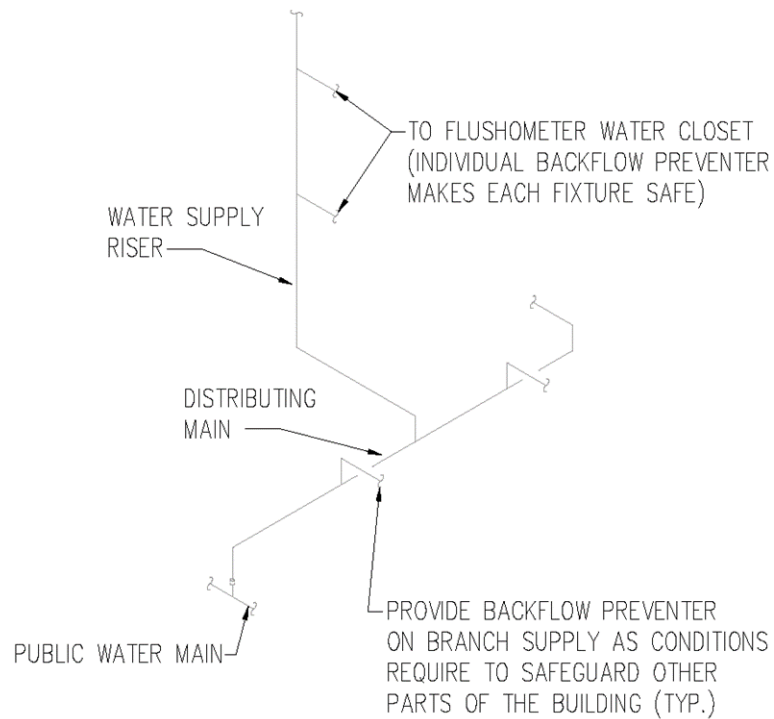 TO FLUSHOMETER WATER CLOSET
(INDIVIDUAL BACKFLOW PREVENTER
MAKES EACH FIXTURE SAFE)
WATER SUPPLY
RISER
DISTRIBUTING
MAIN
PUBLIC WATER MAIN
PROVIDE BACKFLOW PREVENTER
ON BRANCH SUPPLY AS CONDITIONS
REQUIRE TO SAFEGUARD OTHER
PARTS OF THE BUILDING (TYP.)